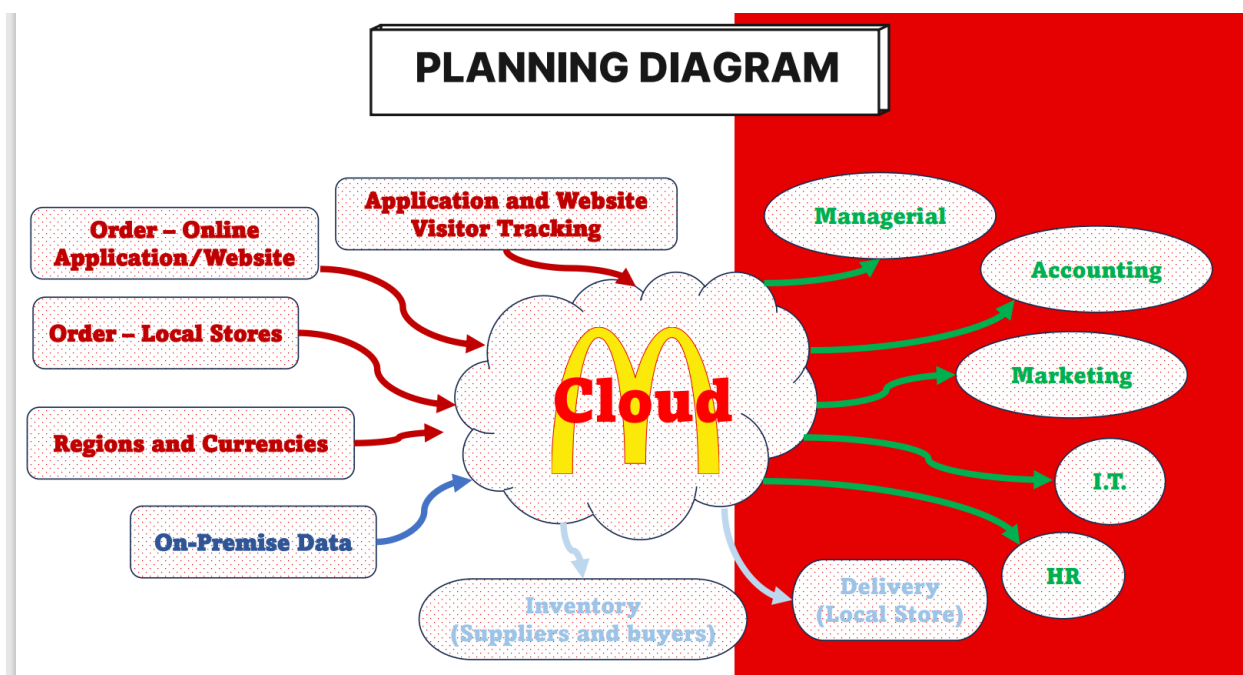 PLANNING DIAGRAM
Application and Website
Visitor Tracking
Order – Online
Application/Website
Order – Local Stores
Regions and Currencies
On-Premise Data
Cloud
Managerial
Accounting
Marketing
I.T.
HR
Inventory
(Suppliers and buyers)
Delivery
(Local Store)